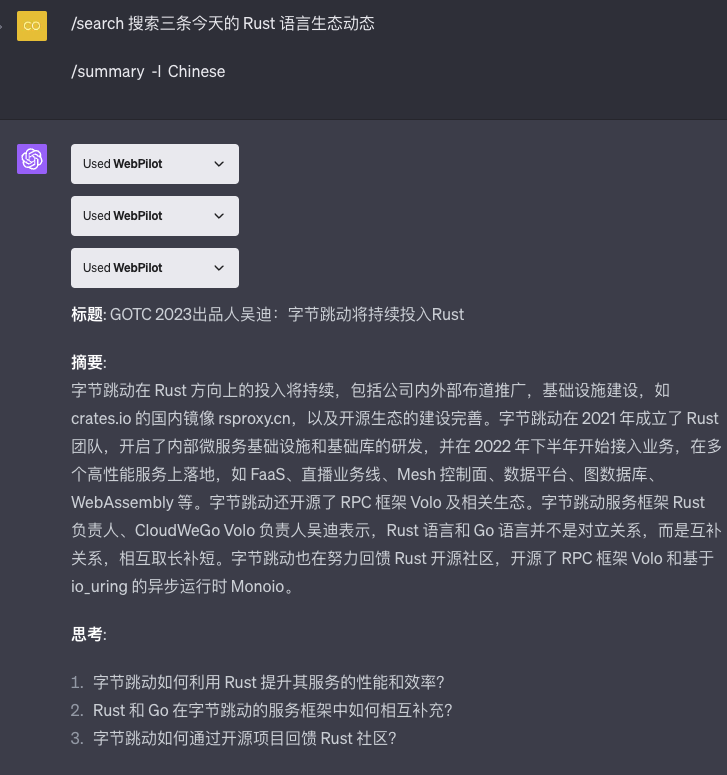 CO
/search 搜索三条今天的 Rust 语言生态动态
/summary -l Chinese
Used WebPilot
Used WebPilot
Used WebPilot
标题: GOTC 2023出品人吴迪：字节跳动将持续投入Rust
摘要:
字节跳动在 Rust 方向上的投入将持续，包括公司内外部布道推广，基础设施建设，如
crates.io 的国内镜像 rsproxy.cn，以及开源生态的建设完善。字节跳动在 2021 年成立了 Rust
团队，开启了内部微服务基础设施和基础库的研发，并在 2022 年下半年开始接入业务，在多
个高性能服务上落地，如 FaaS、直播业务线、Mesh 控制面、数据平台、图数据库、
WebAssembly 等。字节跳动还开源了 RPC 框架 Volo 及相关生态。字节跳动服务框架 Rust
负责人、CloudWeGo Volo 负责人吴迪表示，Rust 语言和 Go 语言并不是对立关系，而是互补
关系，相互取长补短。字节跳动也在努力回馈 Rust 开源社区，开源了 RPC 框架 Volo 和基于
io_uring 的异步运行时 Monoio。
思考:
1. 字节跳动如何利用 Rust 提升其服务的性能和效率?
2. Rust 和 Go 在字节跳动的服务框架中如何相互补充?
3. 字节跳动如何通过开源项目回馈 Rust 社区?